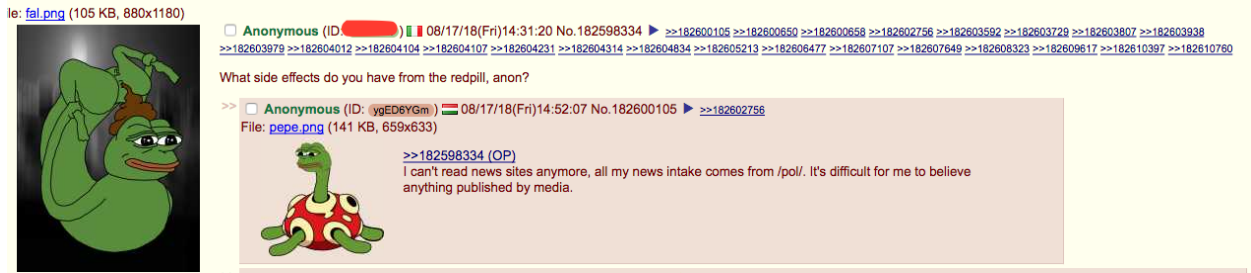 le: fal.png (105 KB, 880x1180)
Anonymous (ID: ) 08/17/18(Fri)14:31:20 No.182598334 ▶ >>182600105 >>182600650 >>182600658 >>182602756 >>182603592 >>182603729 >>182603807 >>182603938
>>182603979 >>182604012 >>182604104 >>182604107 >>182604231 >>182604314 >>182604834 >>182605213 >>182606477 >>182607107 >>182607649 >>182608323 >>182609617 >>182610397 >>182610760
What side effects do you have from the redpill, anon?
>> Anonymous (ID: ygED6YGm) 08/17/18(Fri)14:52:07 No.182600105 ▶ >>182602756
File: pepe.png (141 KB, 659x633)
>>182598334 (OP)
I can't read news sites anymore, all my news intake comes from /pol/. It's difficult for me to believe
anything published by media.